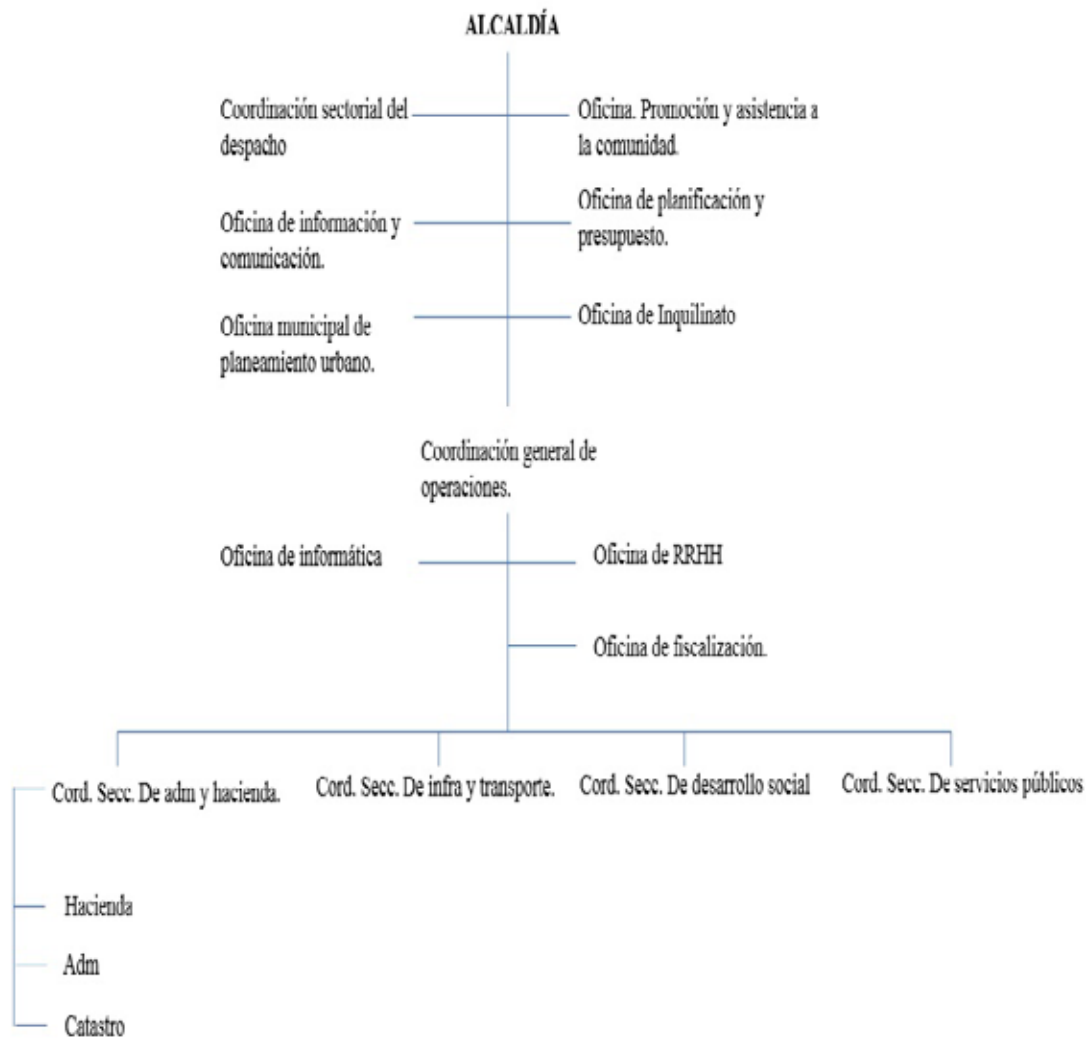 ALCALDÍA
Coordinación sectorial del
despacho
Oficina. Promoción y asistencia a
la comunidad.
Oficina de información y
comunicación.
Oficina de planificación y
presupuesto.
Oficina municipal de
planeamiento urbano.
Oficina de Inquilinato
Coordinación general de
operaciones.
Oficina de informática
Oficina de RRHH
Oficina de fiscalización.
Cord. Secc. De adm y hacienda.
Cord. Secc. De infra y transporte.
Cord. Secc. De desarrollo social
Cord. Secc. De servicios públicos
Hacienda
Adm
Catastro